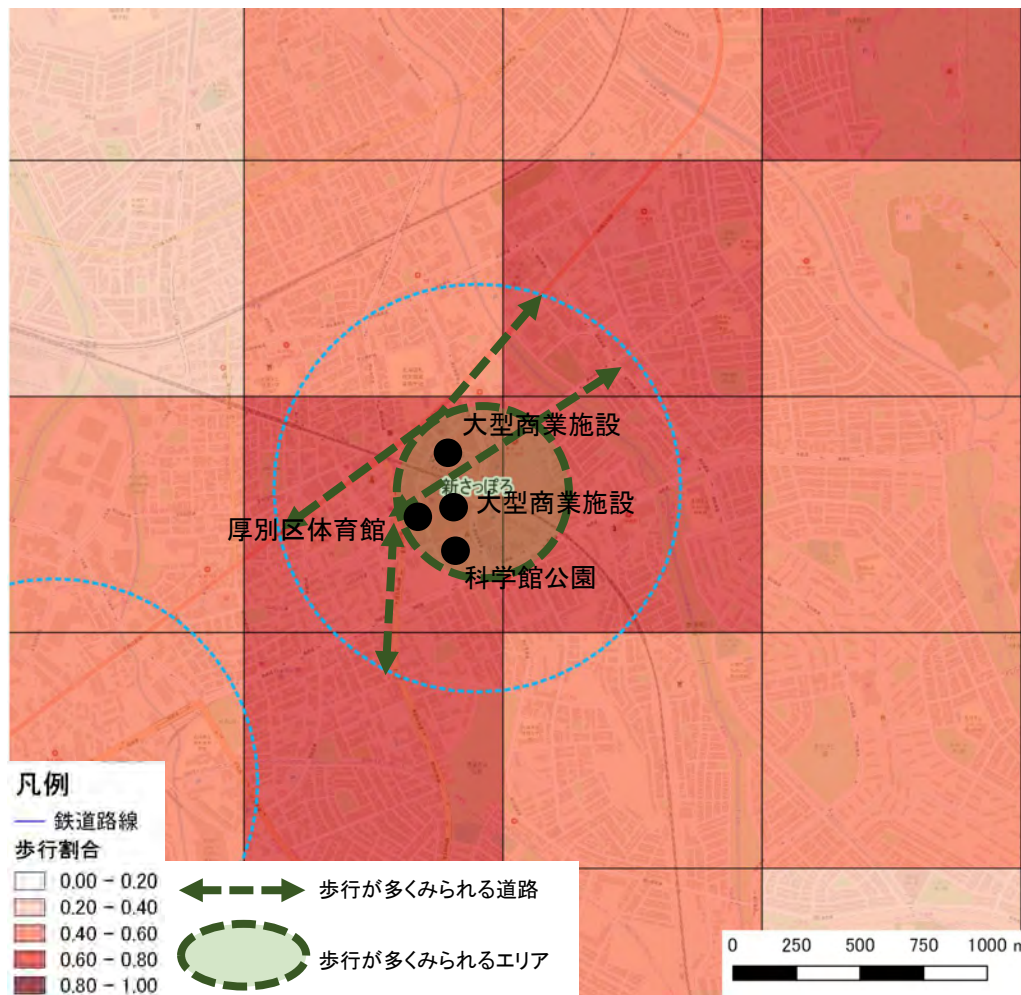 大型商業施設
新さっぽろ
大型商業施設
厚別区体育館
科学館公園
凡例
鉄道路線
歩行割合
0.00 - 0.20
0.20 - 0.40
0.40 - 0.60
0.60 - 0.80
0.80 - 1.00
歩行が多くみられる道路
歩行が多くみられるエリア
0 250 500 750 1000 m